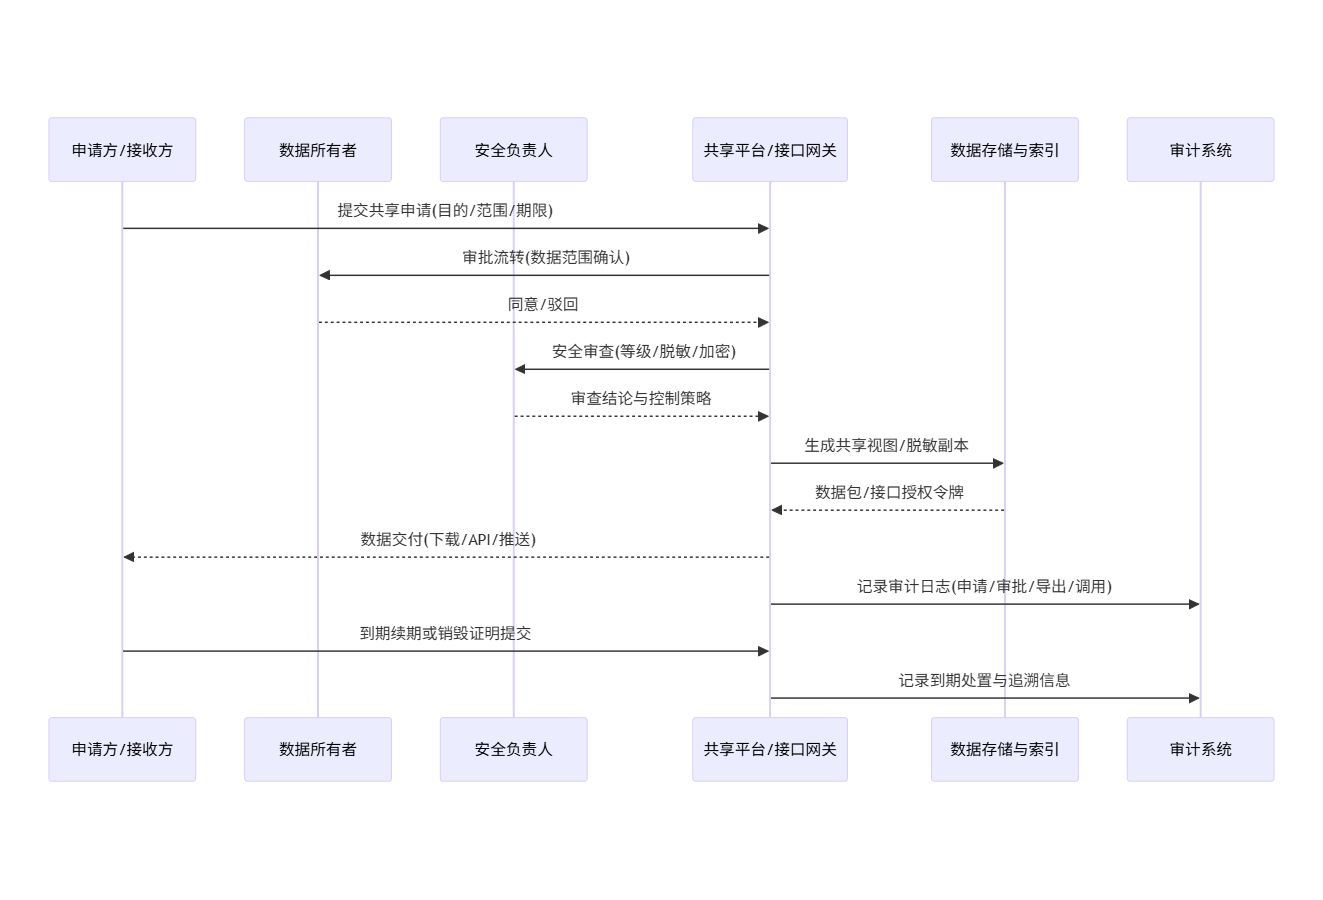 申请方/接收方
数据所有者
安全负责人
共享平台/接口网关
数据存储与索引
审计系统
提交共享申请(目的/范围/期限)
审批流转(数据范围确认)
同意/驳回
安全审查(等级/脱敏/加密)
审查结论与控制策略
生成共享视图/脱敏副本
数据包/接口授权令牌
数据交付(下载/API/推送)
记录审计日志(申请/审批/导出/调用)
到期续期或销毁证明提交
记录到期处置与追溯信息
申请方/接收方
数据所有者
安全负责人
共享平台/接口网关
数据存储与索引
审计系统